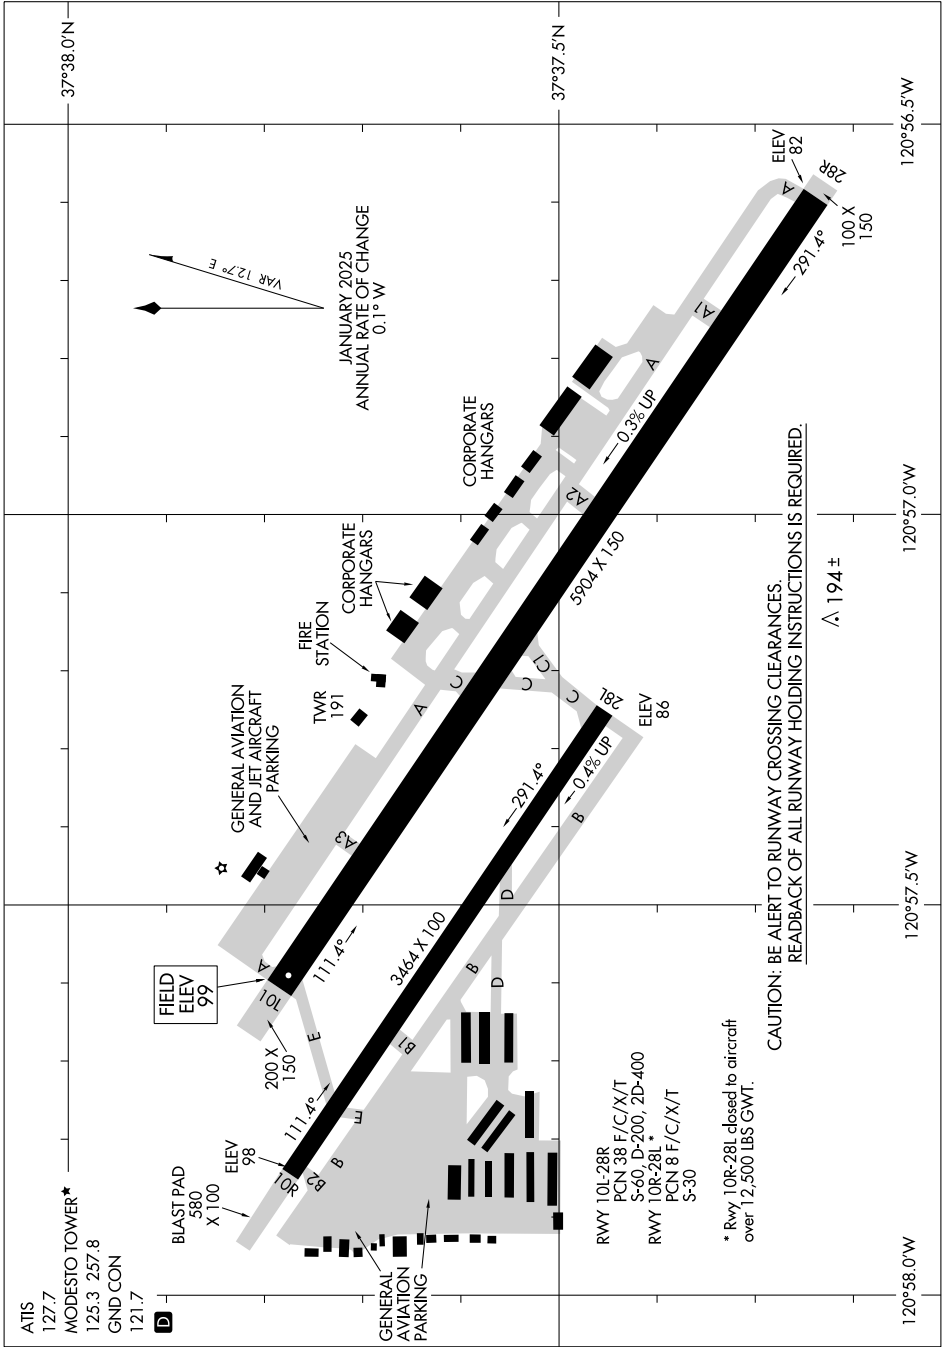 ATIS
127.7
MODESTO TOWER★
125.3 257.8
GND CON
121.7
D
37°38.0'N
37°37.5'N
120°56.5'W
120°57.0'W
120°57.5'W
120°58.0'W
VAR 12.7° E
JANUARY 2025
ANNUAL RATE OF CHANGE
0.1° W
BLAST PAD
580
X 100
ELEV
98
10R
B2
B
E
111.4°
200 X
150
FIELD
ELEV
99
10L
A
111.4°
E
GENERAL AVIATION
AND JET AIRCRAFT
PARKING
A3
TWR
191
FIRE
STATION
CORPORATE
HANGARS
CORPORATE
HANGARS
A
C
C
C1
C
28L
ELEV
86
291.4°
0.4% UP
B
D
3464 X 100
B
D
B1
5904 X 150
A2
0.3% UP
A
A1
A
ELEV
82
28R
100 X
150
291.4°
GENERAL
AVIATION
PARKING
RWY 10L-28R
PCN 38 F/C/X/T
S-60, D-200, 2D-400
RWY 10R-28L *
PCN 8 F/C/X/T
S-30
* Rwy 10R-28L closed to aircraft
over 12,500 LBS GWT.
CAUTION: BE ALERT TO RUNWAY CROSSING CLEARANCES.
READBACK OF ALL RUNWAY HOLDING INSTRUCTIONS IS REQUIRED.
194 ±